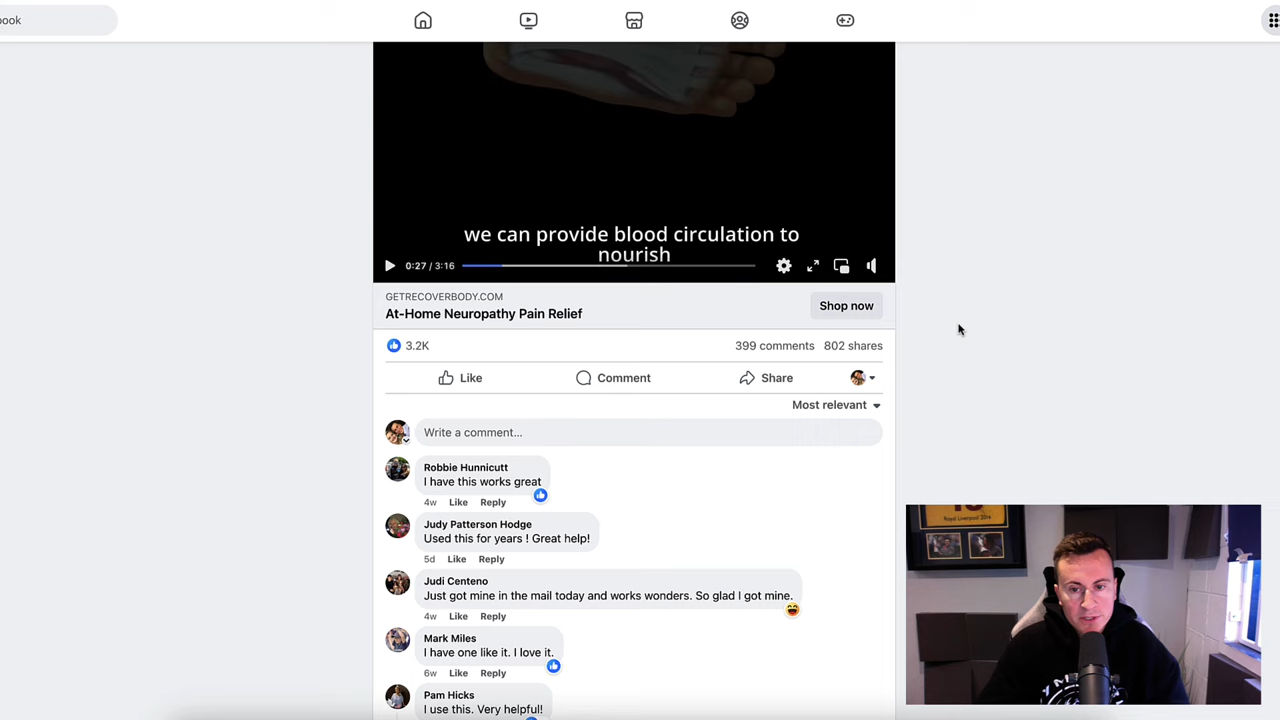 ook
we can provide blood circulation to
nourish
0:27 / 3:16
GETRECOVERBODY.COM
At-Home Neuropathy Pain Relief
Shop now
3.2K
399 comments 802 shares
Like
Comment
Share
Most relevant
Write a comment...
Robbie Hunnicutt
I have this works great
4w Like Reply
Judy Patterson Hodge
Used this for years ! Great help!
5d Like Reply
Judi Centeno
Just got mine in the mail today and works wonders. So glad I got mine.
4w Like Reply
Mark Miles
I have one like it. I love it.
6w Like Reply
Pam Hicks
I use this. Very helpful!
Royal Liverpool 2014